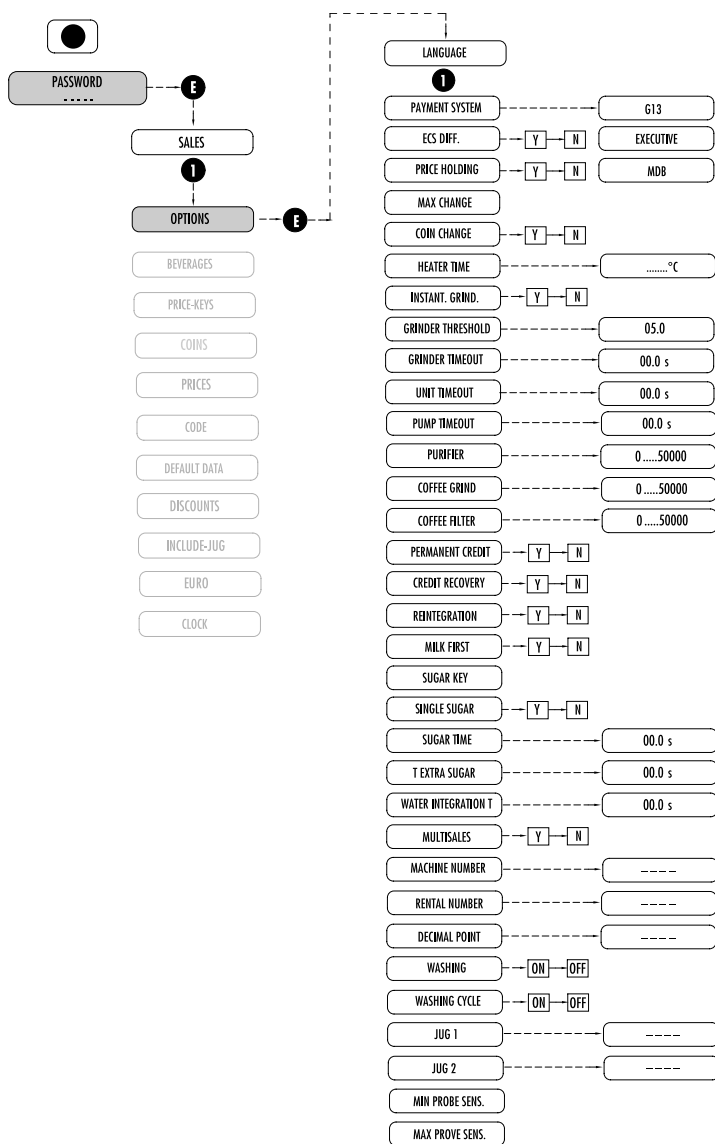 PASSWORD
-----
E
SALES
1
OPTIONS
E
BEVERAGES
PRICE-KEYS
COINS
PRICES
CODE
DEFAULT DATA
DISCOUNTS
INCLUDE-JUG
EURO
CLOCK
LANGUAGE
1
PAYMENT SYSTEM G13
ECS DIFF. Y N EXECUTIVE
PRICE HOLDING Y N MDB
MAX CHANGE
COIN CHANGE Y N
HEATER TIME ........°C
INSTANT. GRIND. Y N
GRINDER THRESHOLD 05.0
GRINDER TIMEOUT 00.0 s
UNIT TIMEOUT 00.0 s
PUMP TIMEOUT 00.0 s
PURIFIER 0.....50000
COFFEE GRIND 0.....50000
COFFEE FILTER 0.....50000
PERMANENT CREDIT Y N
CREDIT RECOVERY Y N
REINTEGRATION Y N
MILK FIRST Y N
SUGAR KEY
SINGLE SUGAR Y N
SUGAR TIME 00.0 s
T EXTRA SUGAR 00.0 s
WATER INTEGRATION T 00.0 s
MULTISALES Y N
MACHINE NUMBER ----
RENTAL NUMBER ----
DECIMAL POINT ----
WASHING ON OFF
WASHING CYCLE ON OFF
JUG 1 ----
JUG 2 ----
MIN PROBE SENS.
MAX PROVE SENS.